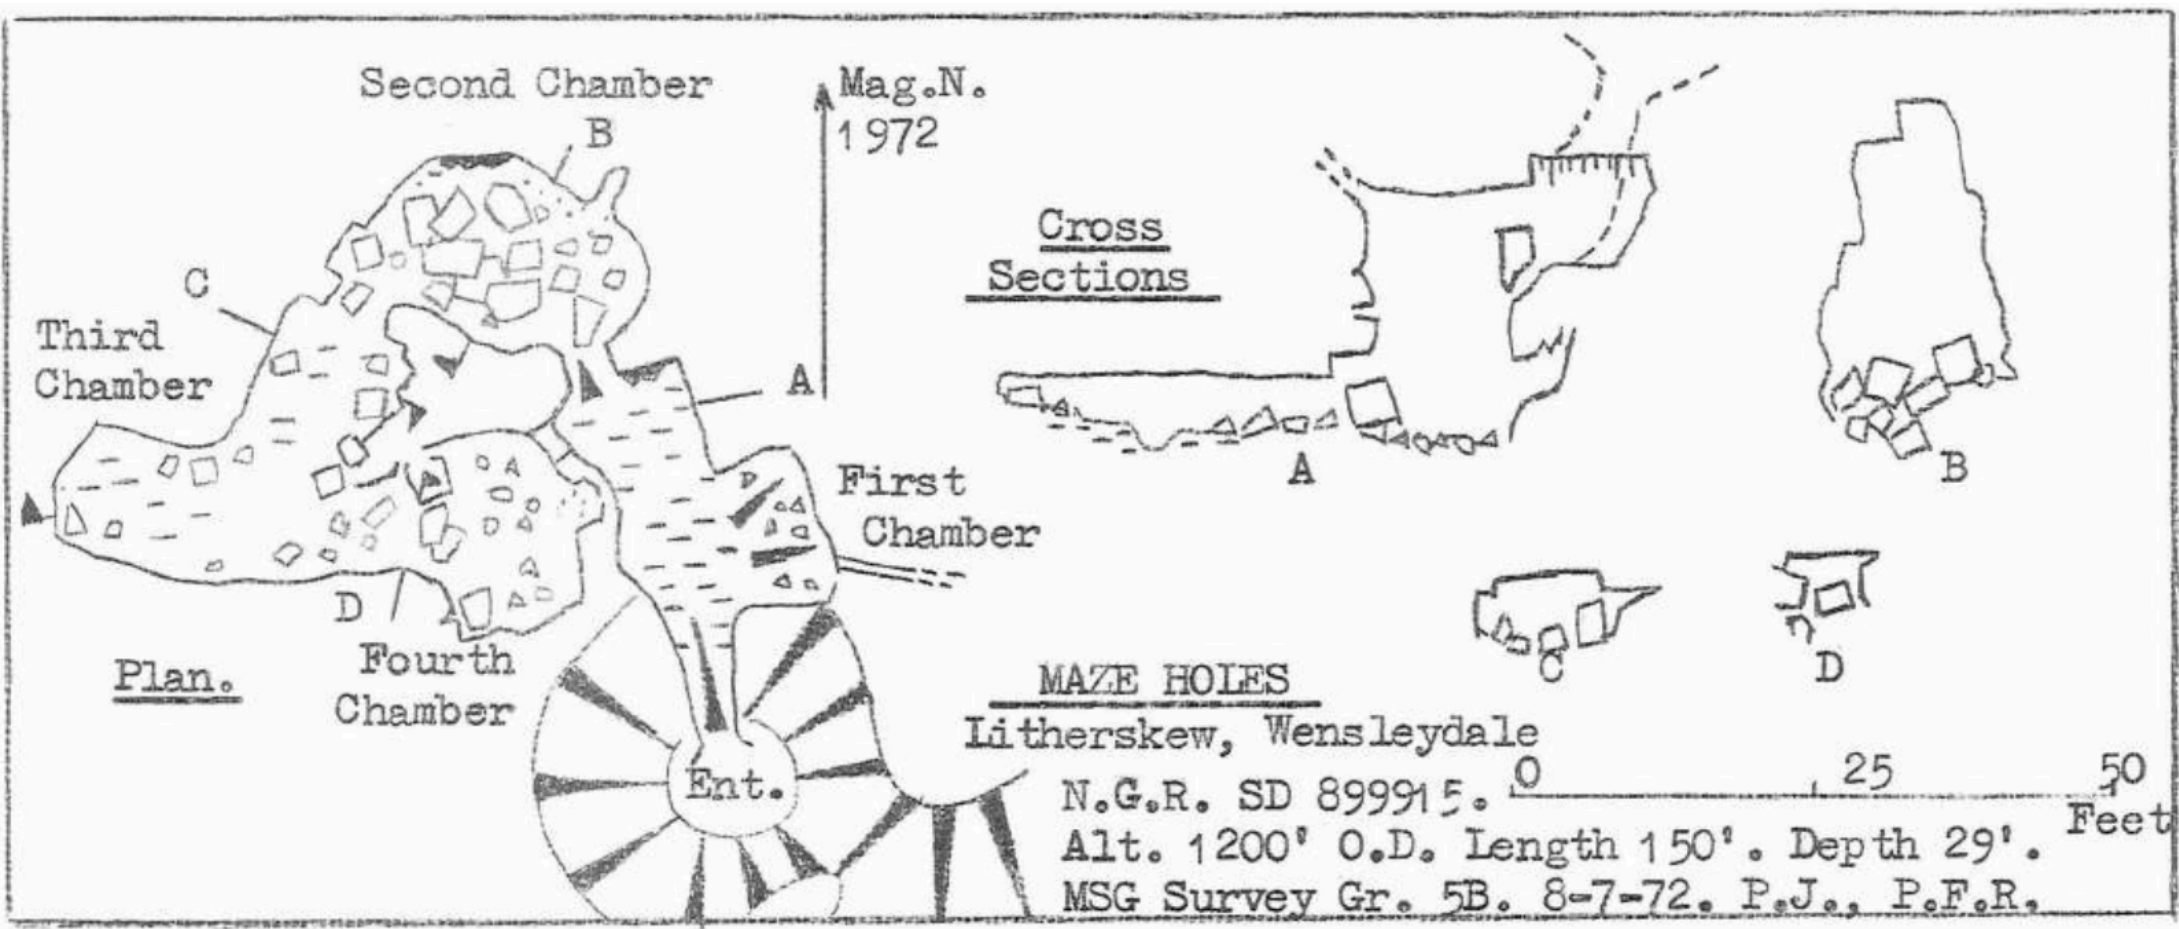 Second Chamber
B
Mag.N.
1972
C
Third
Chamber
A
First
Chamber
D
Fourth
Chamber
Plan.
Ent.
Cross
Sections
A
B
C
D
MAZE HOLES
Litherskew, Wensleydale
N.G.R. SD 899915.
0 25 50
Feet
Alt. 1200' O.D. Length 150'. Depth 29'.
MSG Survey Gr. 5B. 8-7-72. P.J., P.F.R.